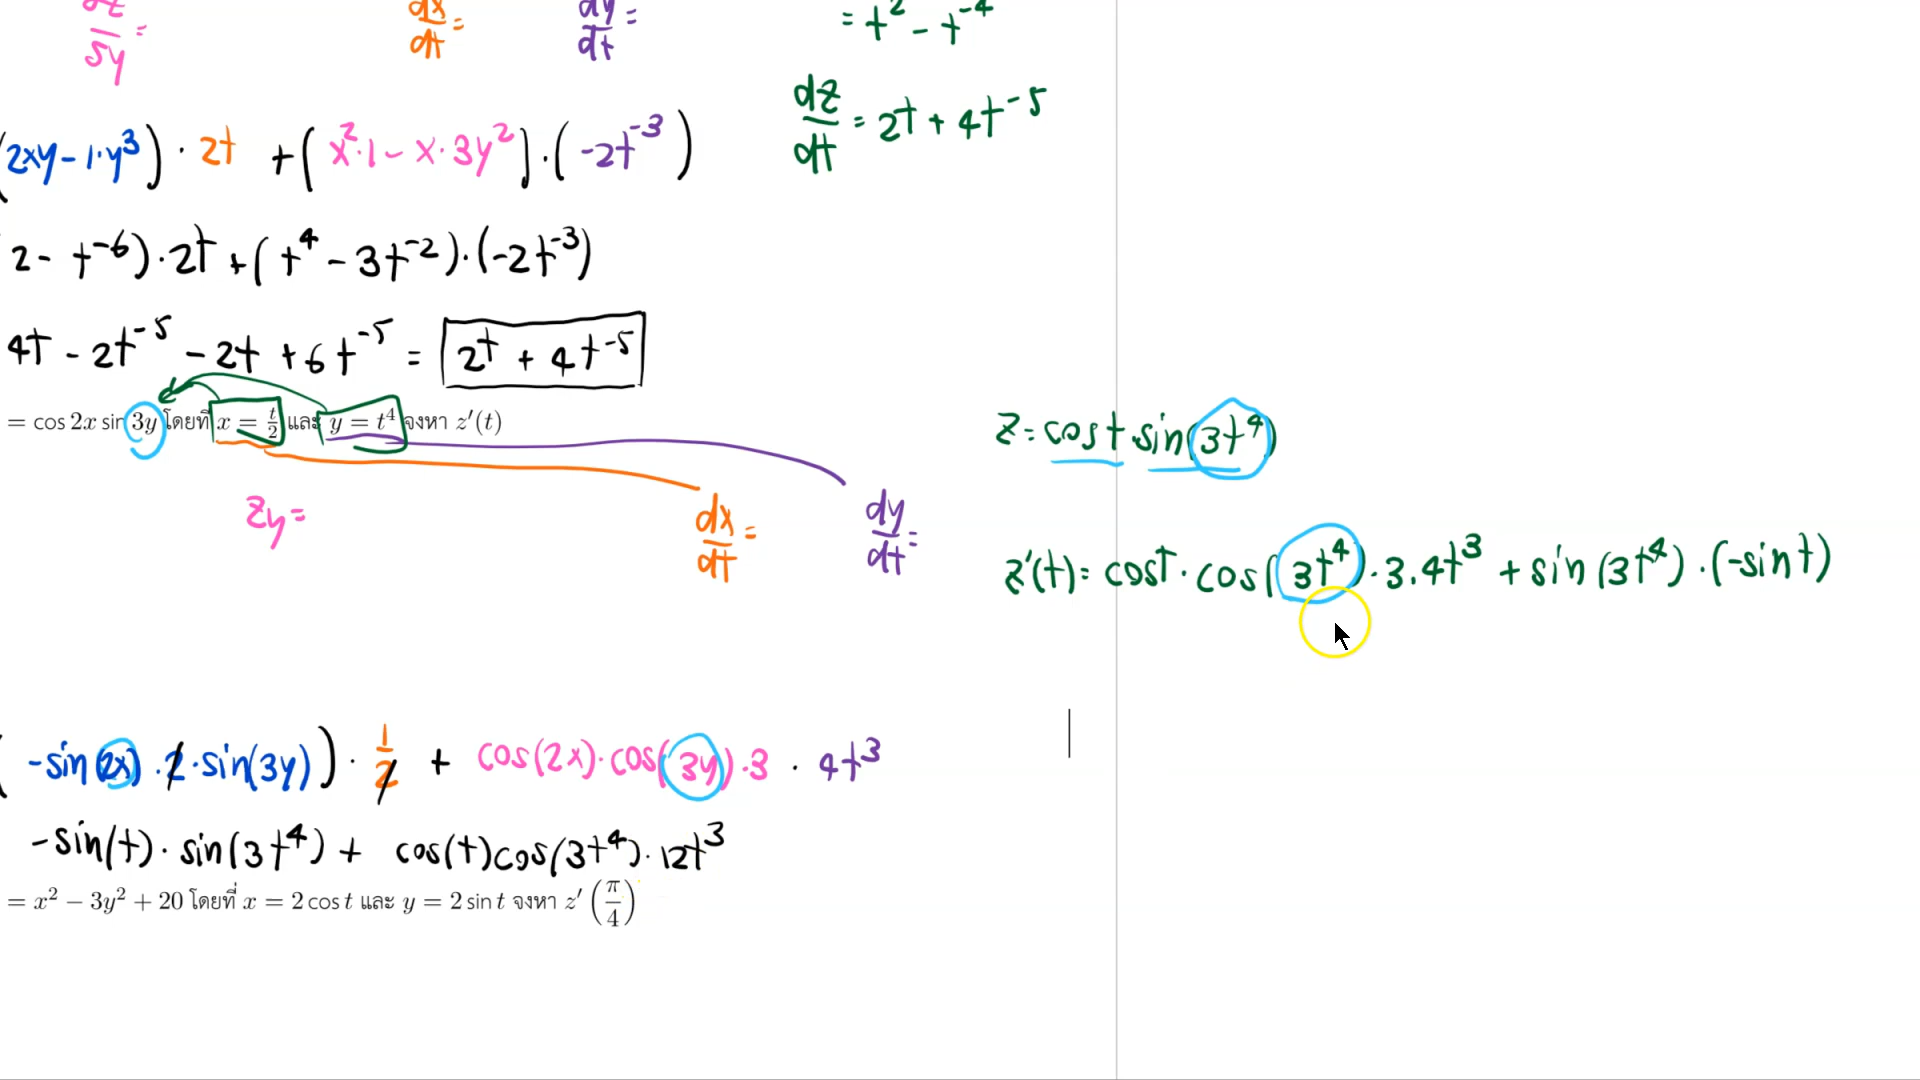 dz/δy =
dx/dt =
dy/dt =
= t² - t⁻⁴
dz/dt = 2t + 4t⁻⁵
(2xy - 1·y³) · 2t + (x²·1 - x·3y²] · (-2t⁻³)
2 - t⁻⁶) · 2t + (t⁴ - 3t⁻²) · (-2t⁻³)
4t - 2t⁻⁵ - 2t + 6t⁻⁵ = 2t + 4t⁻⁵
= cos 2x sin 3y โดยที่ x = t/2 และ y = t⁴ จงหา z′(t)
z = cos t sin(3t⁴)
zy =
dx/dt =
dy/dt =
z'(t) = cos t · cos(3t⁴) · 3.4t³ + sin(3t⁴) · (-sin t)
(-sin(2x) · 2 · sin(3y)) · 1/2 + cos(2x) · cos(3y) · 3 · 4t³
-sin(t) · sin(3t⁴) + cos(t)cos(3t⁴) · 12t³
= x² − 3y² + 20 โดยที่ x = 2 cos t และ y = 2 sin t จงหา z′(π/4)